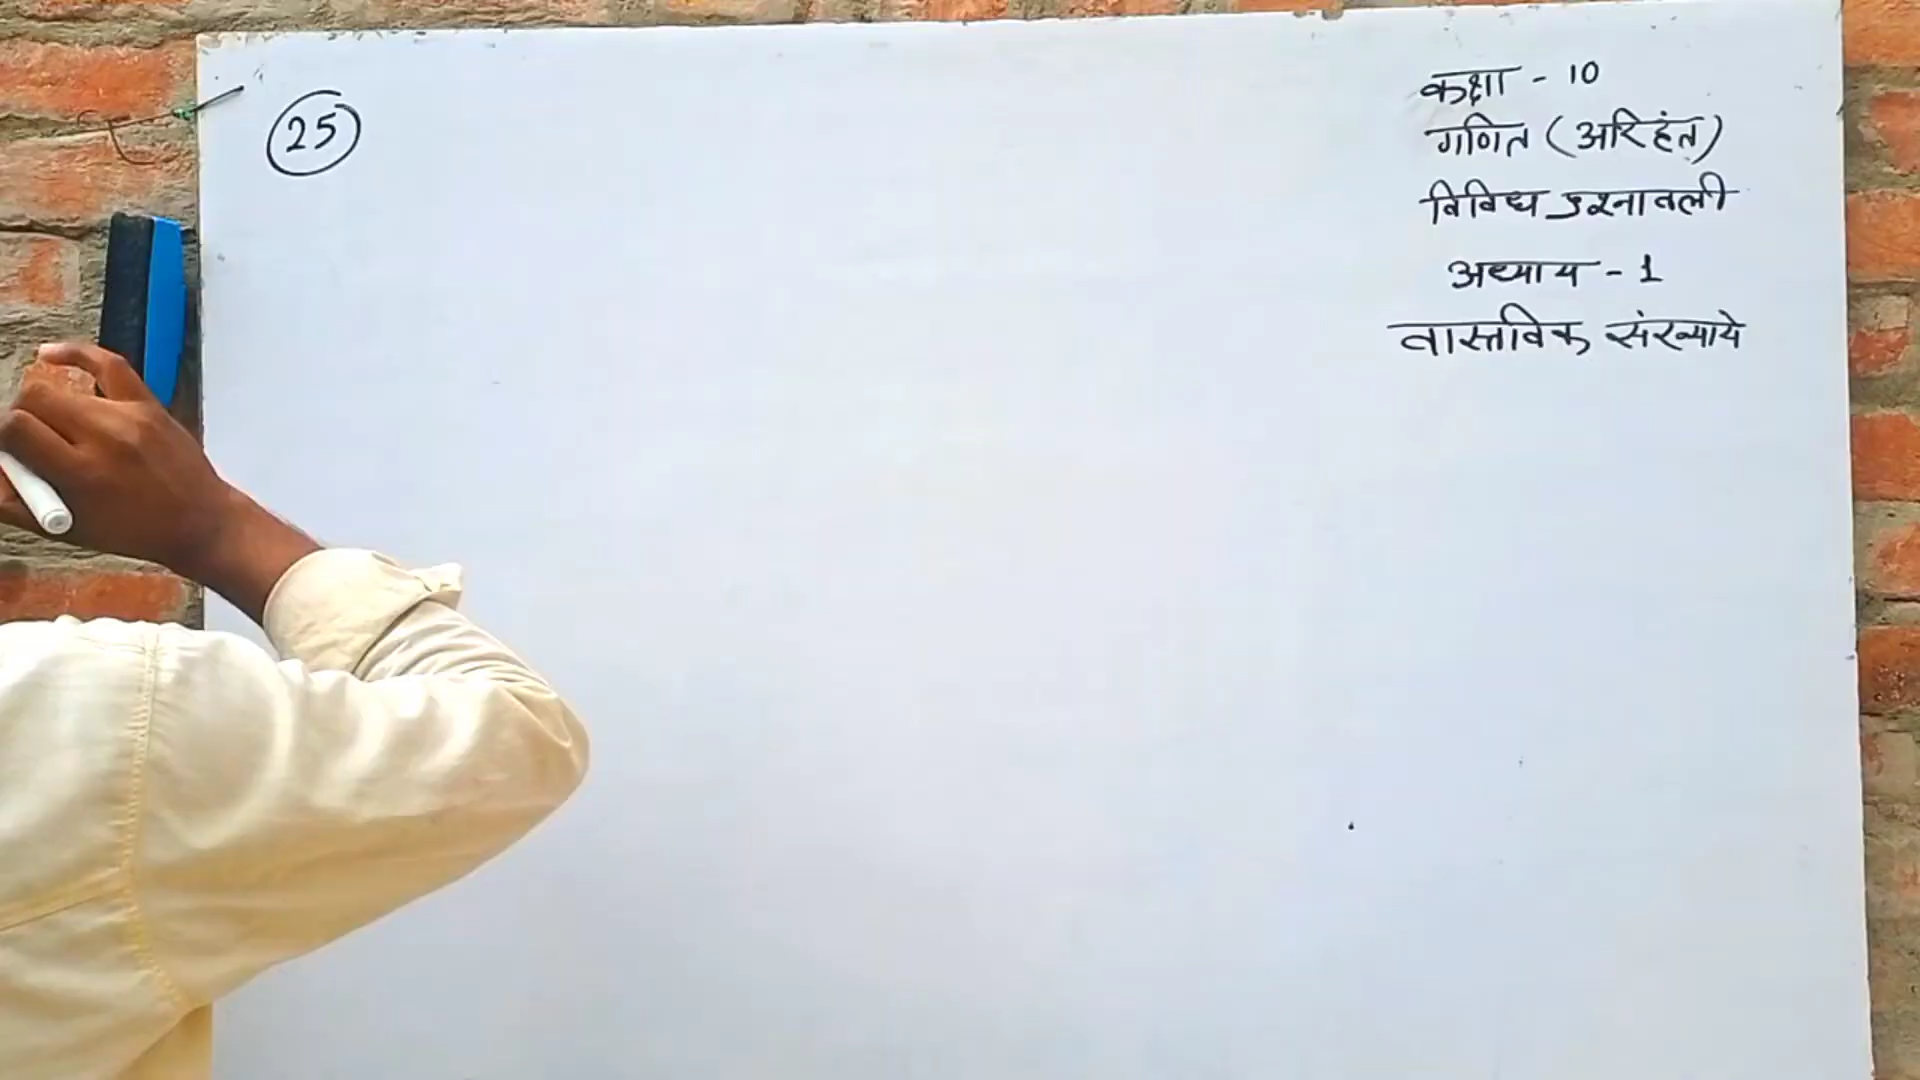 25
कक्षा - 10
गणित (अरिहंत)
विविध प्रश्नावली
अध्याय - 1
वास्तविक संख्याये